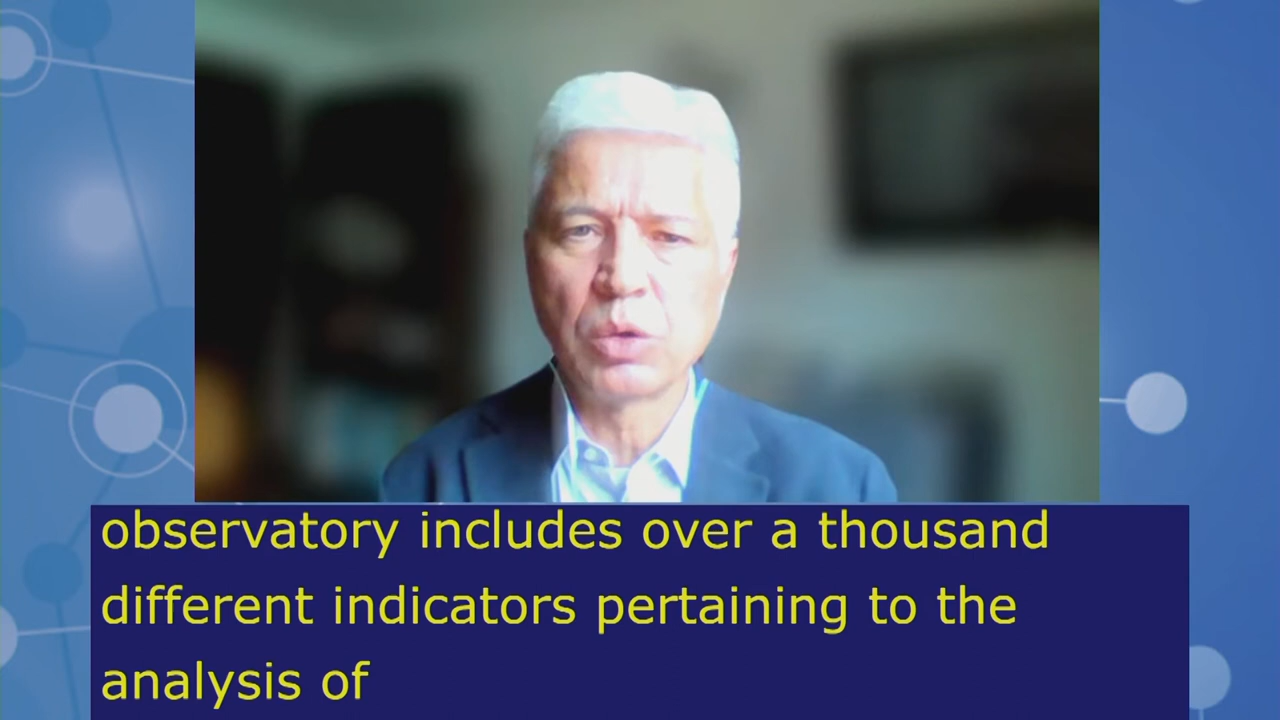 observatory includes over a thousand
different indicators pertaining to the
analysis of